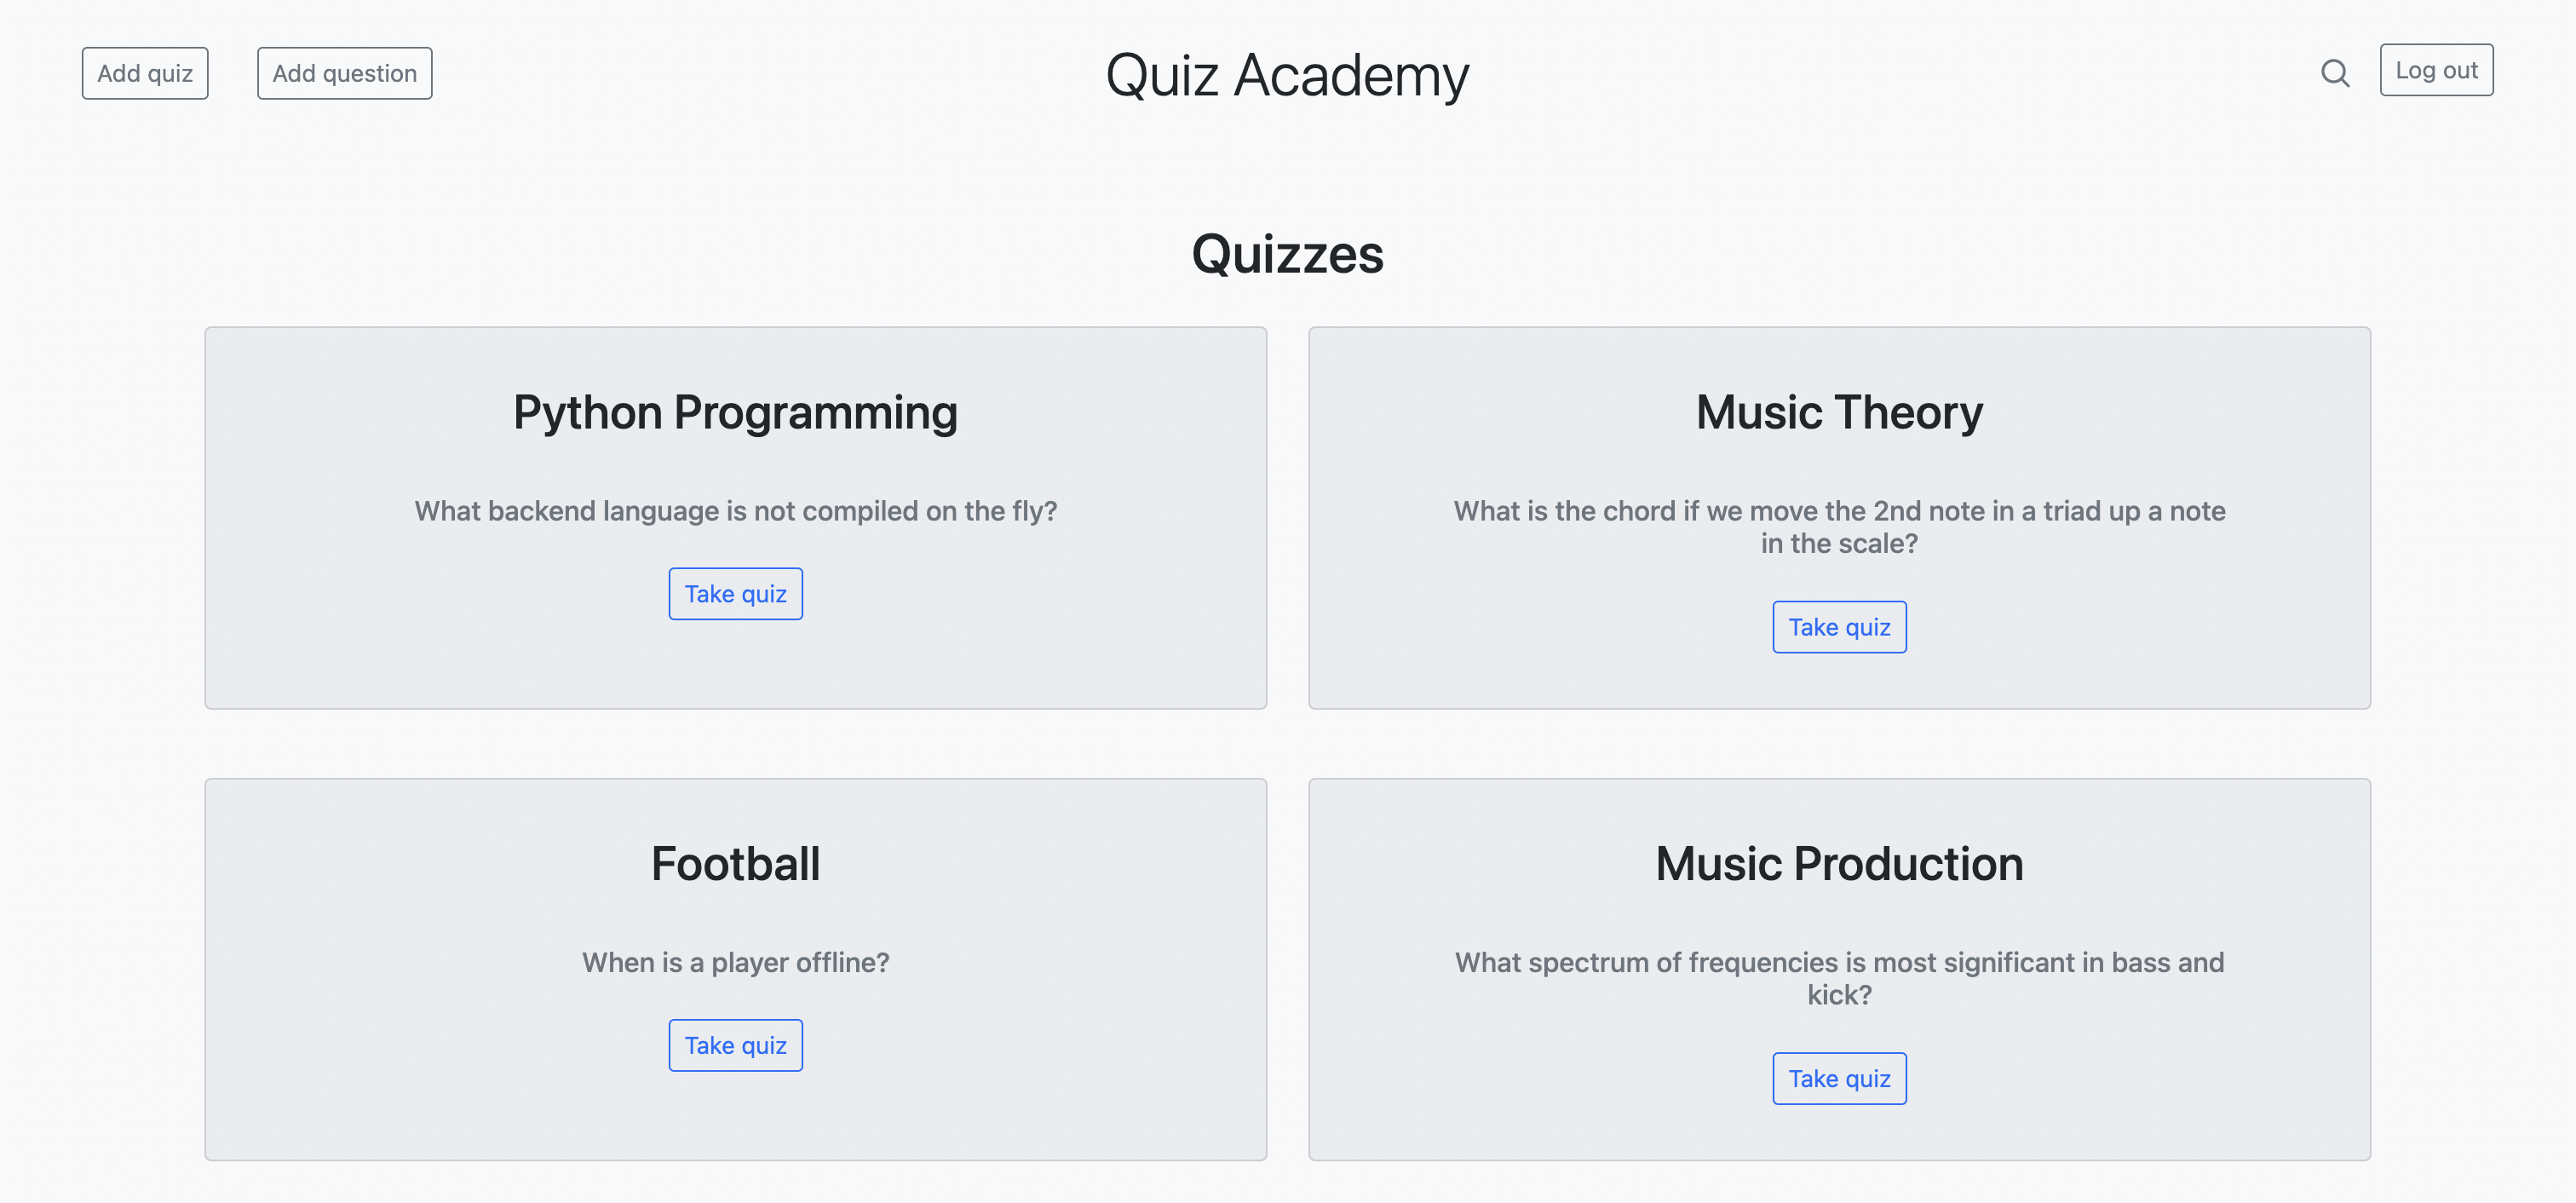 Add quiz
Add question
Quiz Academy
Log out
Quizzes
Python Programming
What backend language is not compiled on the fly?
Take quiz
Music Theory
What is the chord if we move the 2nd note in a triad up a note
in the scale?
Take quiz
Football
When is a player offline?
Take quiz
Music Production
What spectrum of frequencies is most significant in bass and
kick?
Take quiz